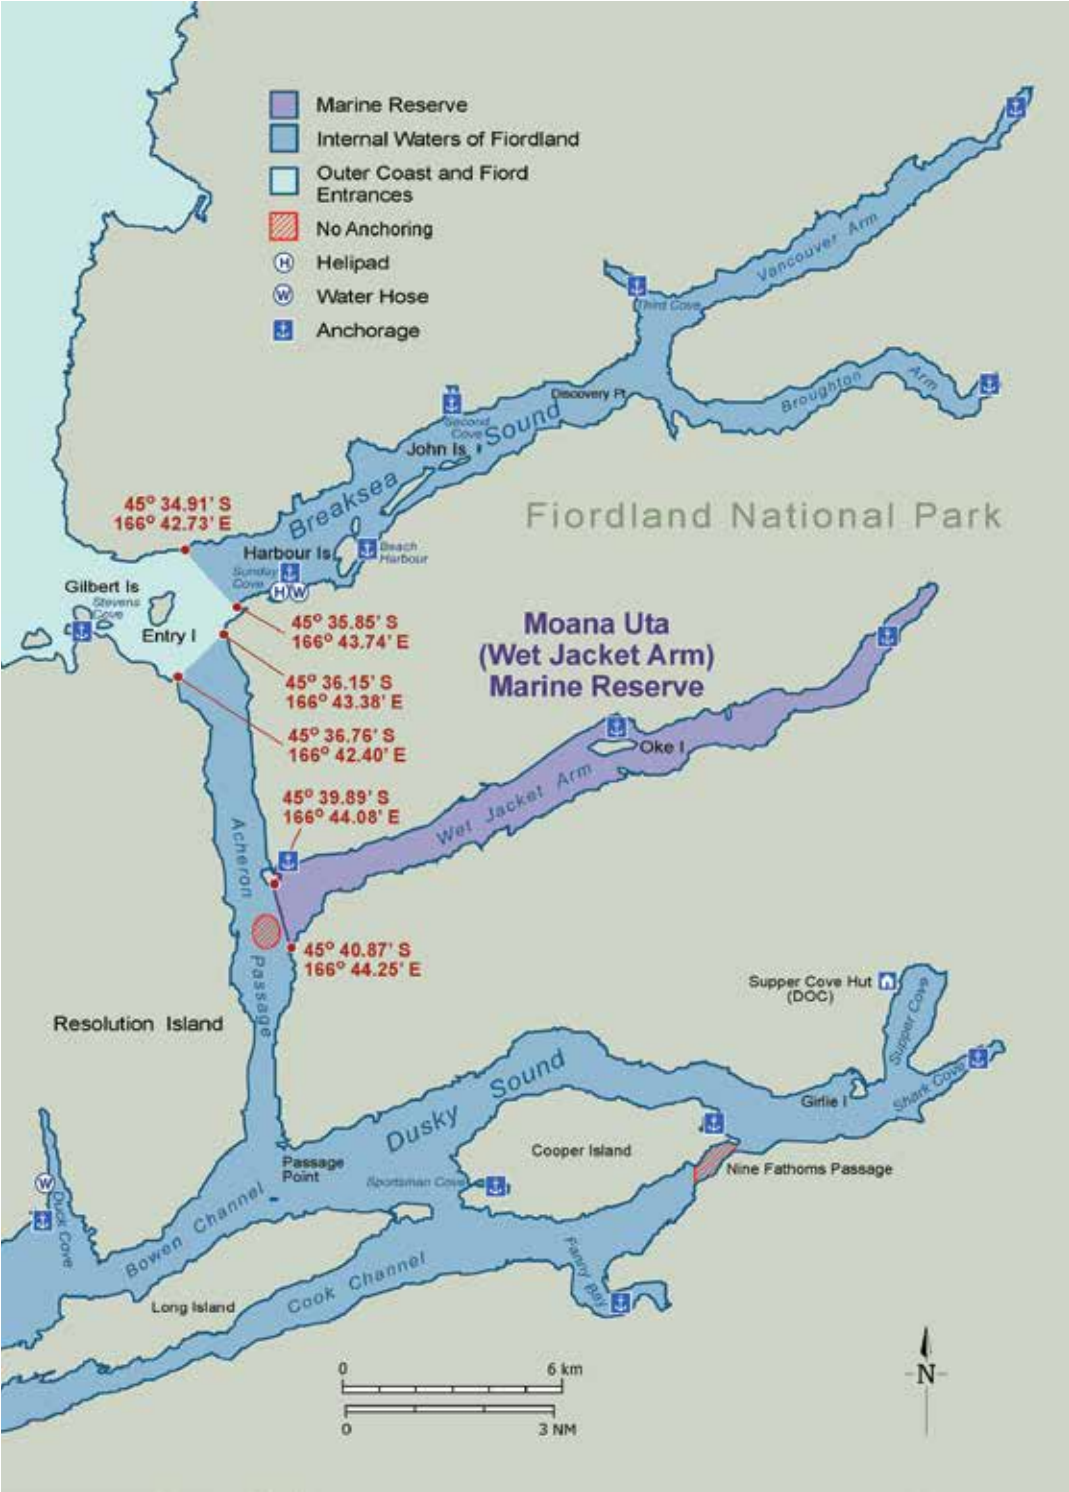 Marine Reserve
Internal Waters of Fiordland
Outer Coast and Fiord
Entrances
No Anchoring
H Helipad
W Water Hose
Anchorage
Vancouver Arm
Third Cove
Broughton Arm
Discovery Pt
Second
Cove
John Is
Breaksea Sound
45° 34.91' S
166° 42.73' E
Fiordland National Park
Harbour Is
Beach
Harbour
Sunday
Cove
H W
Gilbert Is
Stevens
Cove
Entry I
45° 35.85' S
166° 43.74' E
Moana Uta
(Wet Jacket Arm)
Marine Reserve
45° 36.15' S
166° 43.38' E
45° 36.76' S
166° 42.40' E
Oke I
Wet Jacket Arm
45° 39.89' S
166° 44.08' E
Acheron Passage
45° 40.87' S
166° 44.25' E
Resolution Island
Supper Cove Hut
(DOC)
Supper Cove
Shark Cove
Girlie I
Dusky Sound
Cooper Island
Nine Fathoms Passage
Passage
Point
Sportsman Cove
W
Duck Cove
Bowen Channel
Fanny Bay
Cook Channel
Long Island
0 6 km
0 3 NM
N